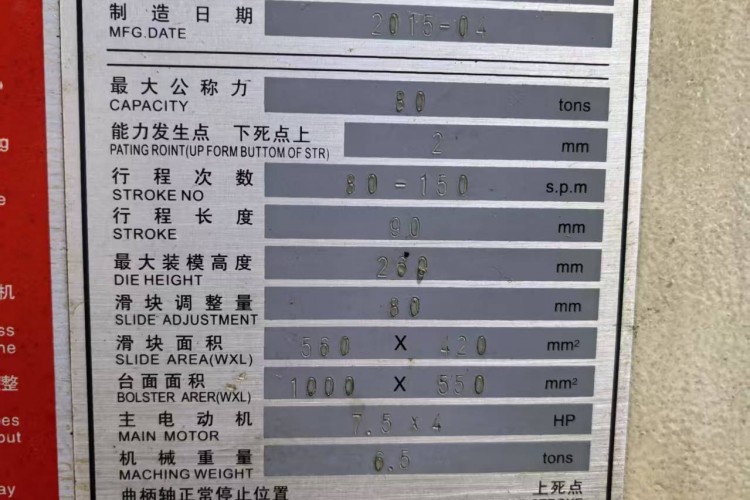 制造日期 2015-04
MFG.DATE
最大公称力 80 tons
CAPACITY
能力发生点 下死点上 2 mm
PATING ROINT(UP FORM BUTTOM OF STR)
行程次数 80-150 s.p.m
STROKE NO
行程长度 90 mm
STROKE
最大装模高度 260 mm
DIE HEIGHT
滑块调整量 80 mm
SLIDE ADJUSTMENT
滑块面积 560 X 420 mm²
SLIDE AREA(WXL)
台面面积 1000 X 550 mm²
BOLSTER ARER(WXL)
主电动机 7.5 x 4 HP
MAIN MOTOR
机械重量 6.5 tons
MACHING WEIGHT
曲柄轴正常停止位置 上死点
机
整